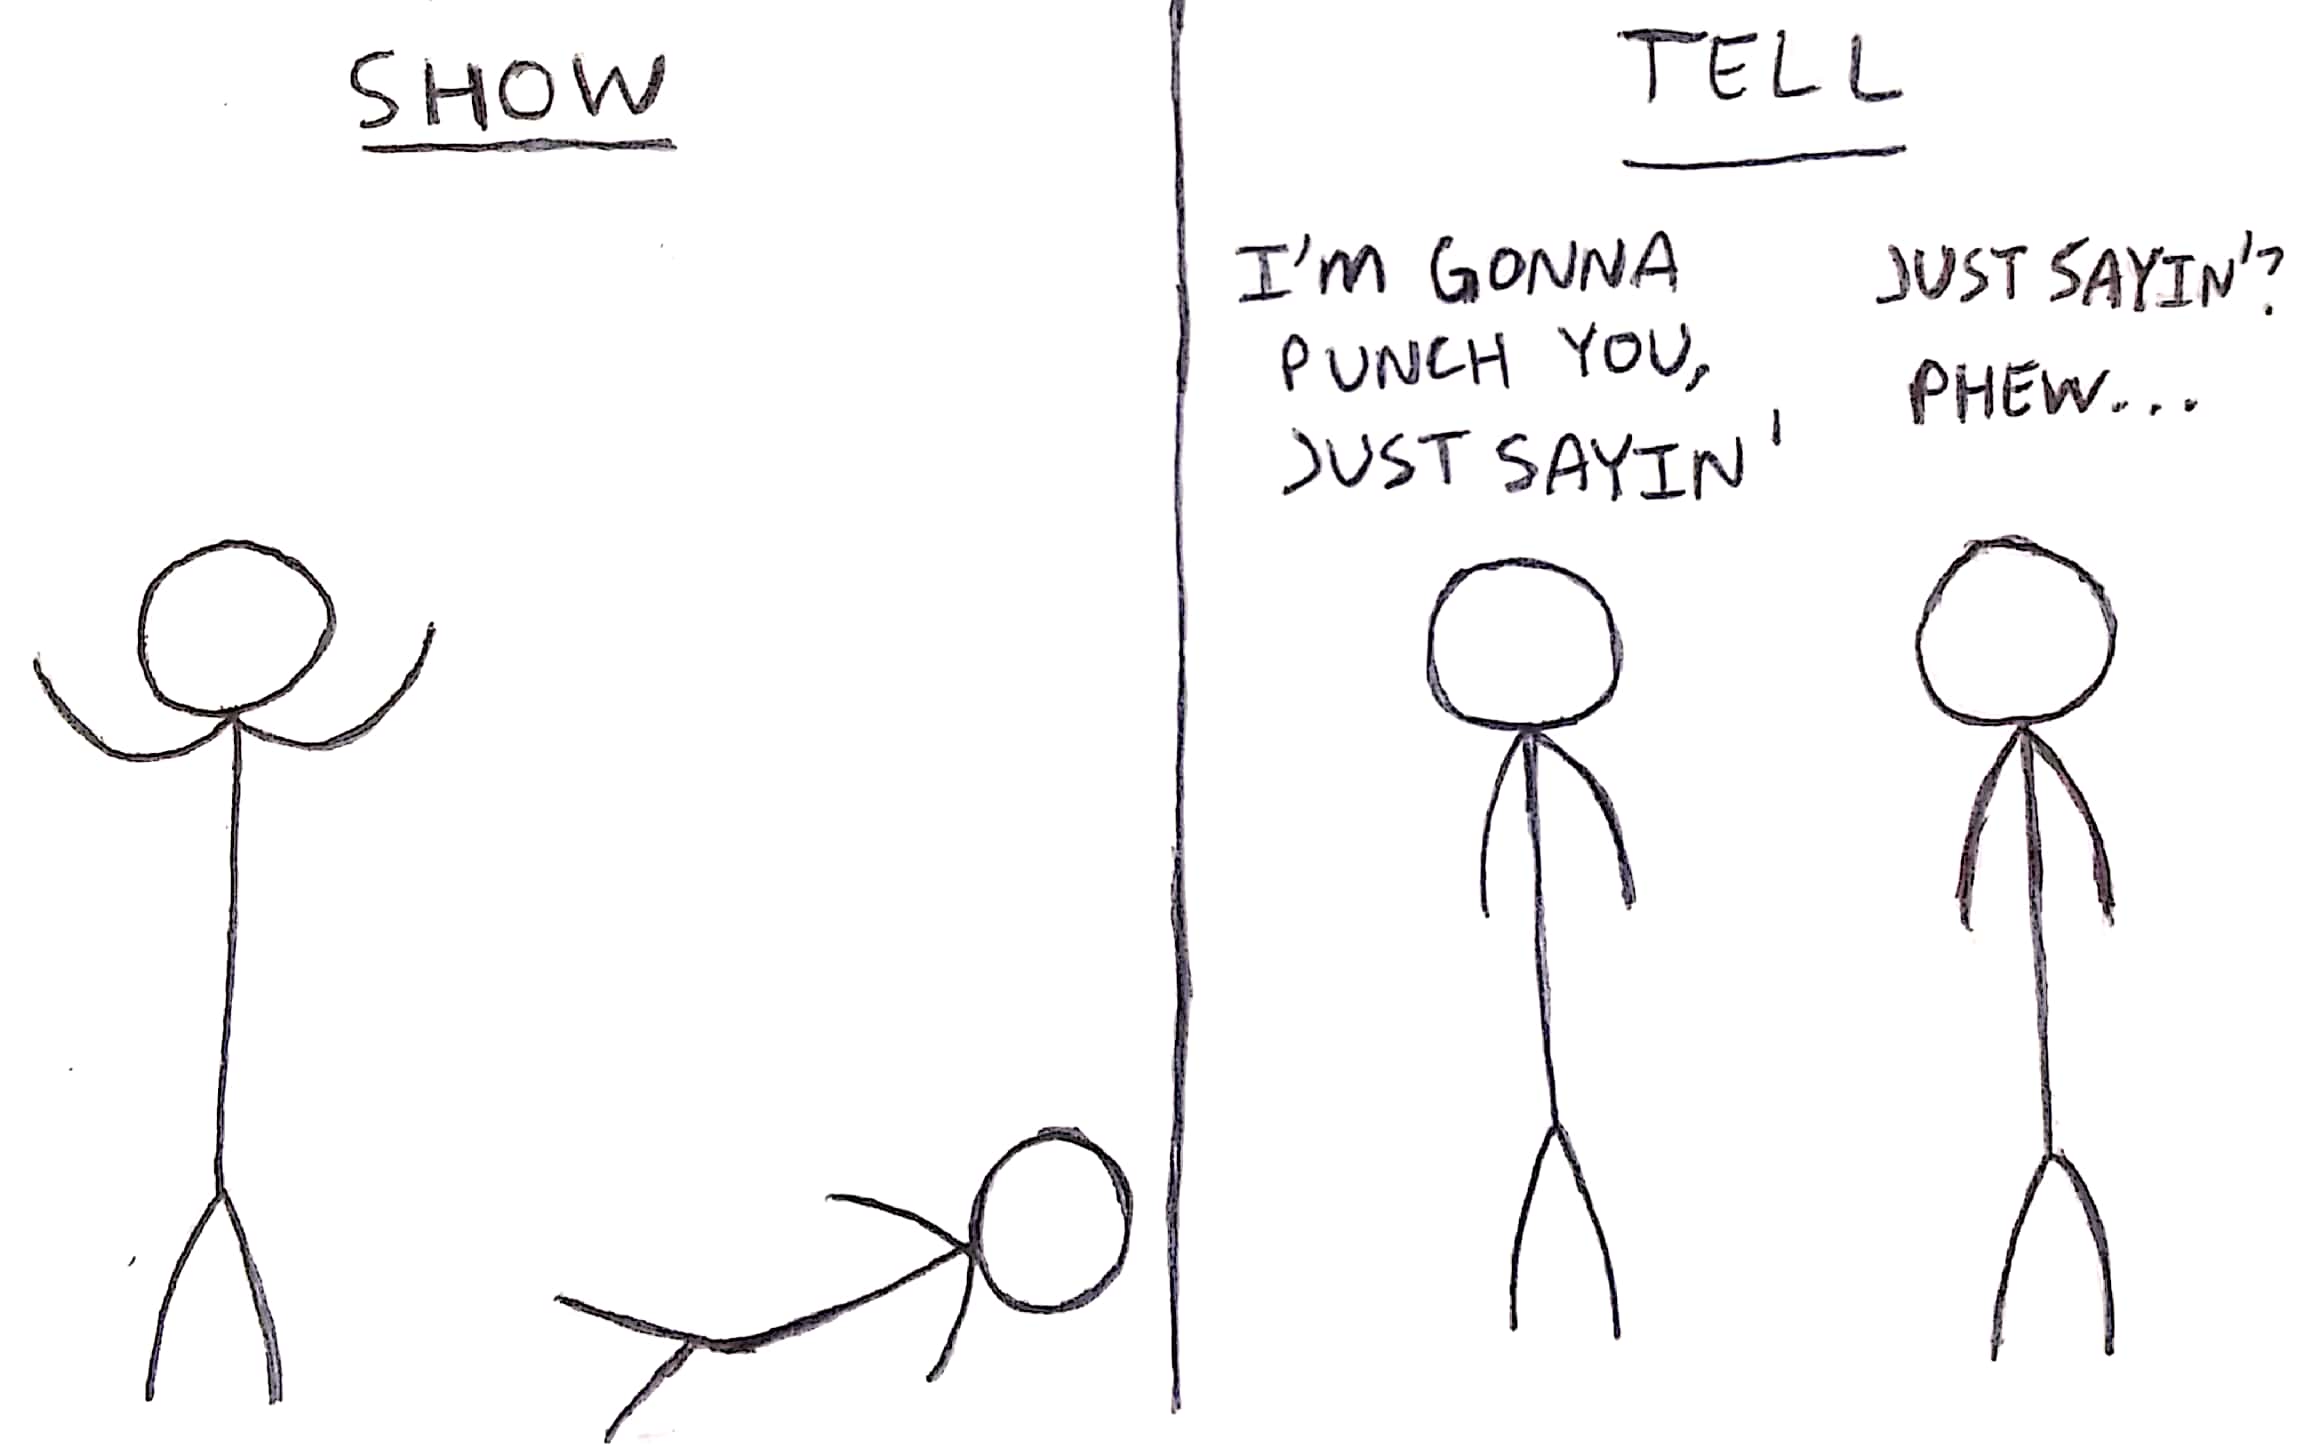 SHOW
TELL
I'M GONNA
PUNCH YOU,
JUST SAYIN'
JUST SAYIN'?
PHEW...